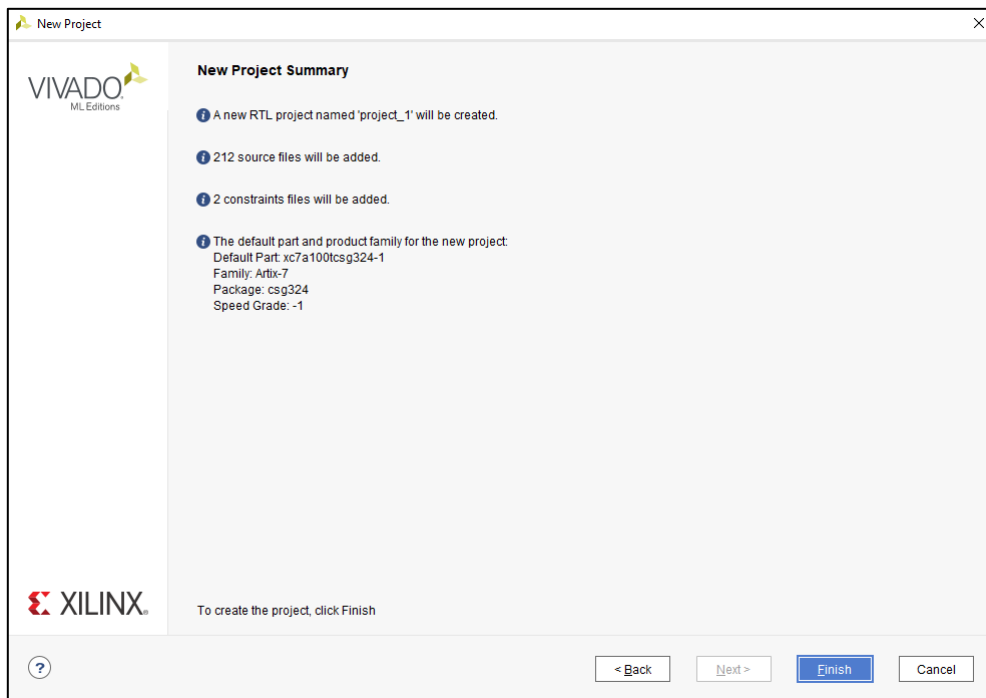 New Project
VIVADO
ML Editions
New Project Summary
A new RTL project named 'project_1' will be created.
212 source files will be added.
2 constraints files will be added.
The default part and product family for the new project:
Default Part: xc7a100tcsg324-1
Family: Artix-7
Package: csg324
Speed Grade: -1
XILINX
To create the project, click Finish
?
< Back
Next >
Finish
Cancel